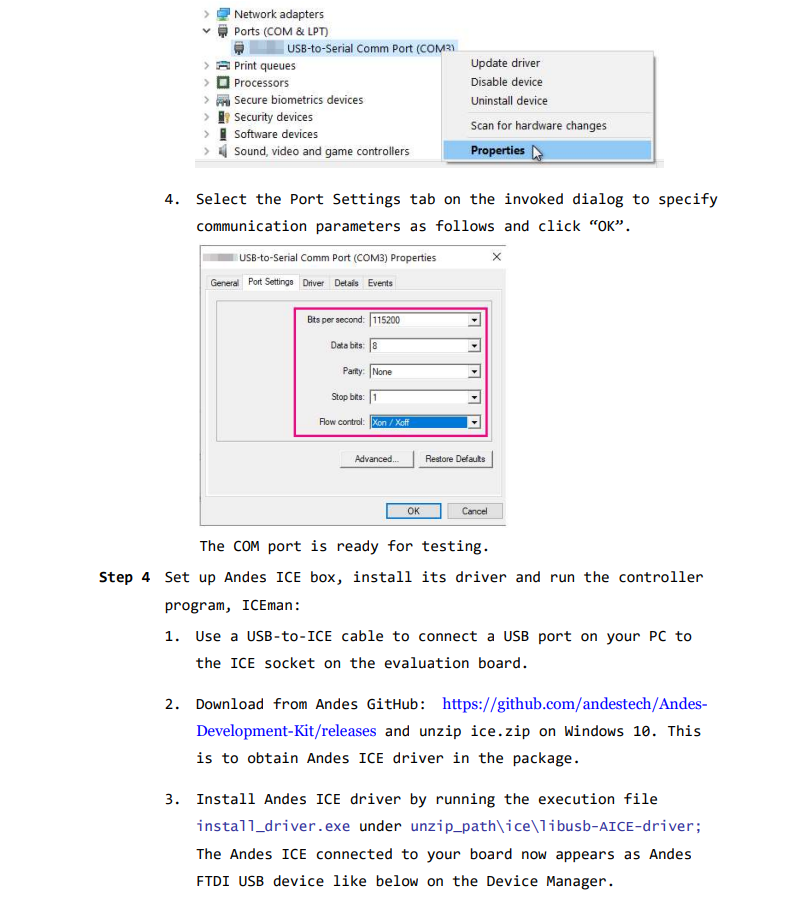 Network adapters
Ports (COM & LPT)
USB-to-Serial Comm Port (COM3)
Print queues
Processors
Secure biometrics devices
Security devices
Software devices
Sound, video and game controllers
Update driver
Disable device
Uninstall device
Scan for hardware changes
Properties
4. Select the Port Settings tab on the invoked dialog to specify
communication parameters as follows and click “OK”.
USB-to-Serial Comm Port (COM3) Properties
General Port Settings Driver Details Events
Bits per second: 115200
Data bits: 8
Parity: None
Stop bits: 1
Flow control: Xon / Xoff
Advanced... Restore Defaults
OK Cancel
The COM port is ready for testing.
Step 4 Set up Andes ICE box, install its driver and run the controller
program, ICEman:
1. Use a USB-to-ICE cable to connect a USB port on your PC to
the ICE socket on the evaluation board.
2. Download from Andes GitHub: https://github.com/andestech/Andes-
Development-Kit/releases and unzip ice.zip on Windows 10. This
is to obtain Andes ICE driver in the package.
3. Install Andes ICE driver by running the execution file
install_driver.exe under unzip_path\ice\libusb-AICE-driver;
The Andes ICE connected to your board now appears as Andes
FTDI USB device like below on the Device Manager.